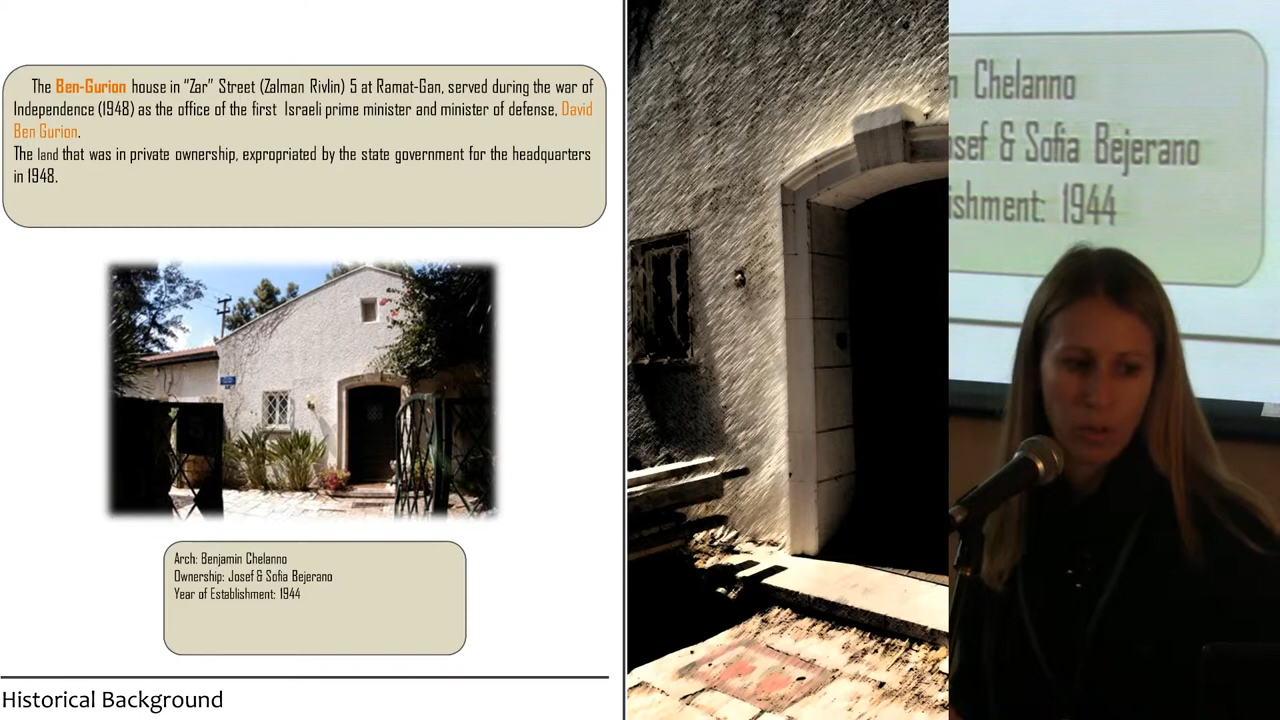 The Ben-Gurion house in “Zar” Street (Zalman Rivlin) 5 at Ramat-Gan, served during the war of
Independence (1948) as the office of the first Israeli prime minister and minister of defense, David
Ben Gurion.
The land that was in private ownership, expropriated by the state government for the headquarters
in 1948.
Arch: Benjamin Chelanno
Ownership: Josef & Sofia Bejerano
Year of Establishment: 1944
Historical Background
n Chelanno
sef & Sofia Bejerano
ishment: 1944